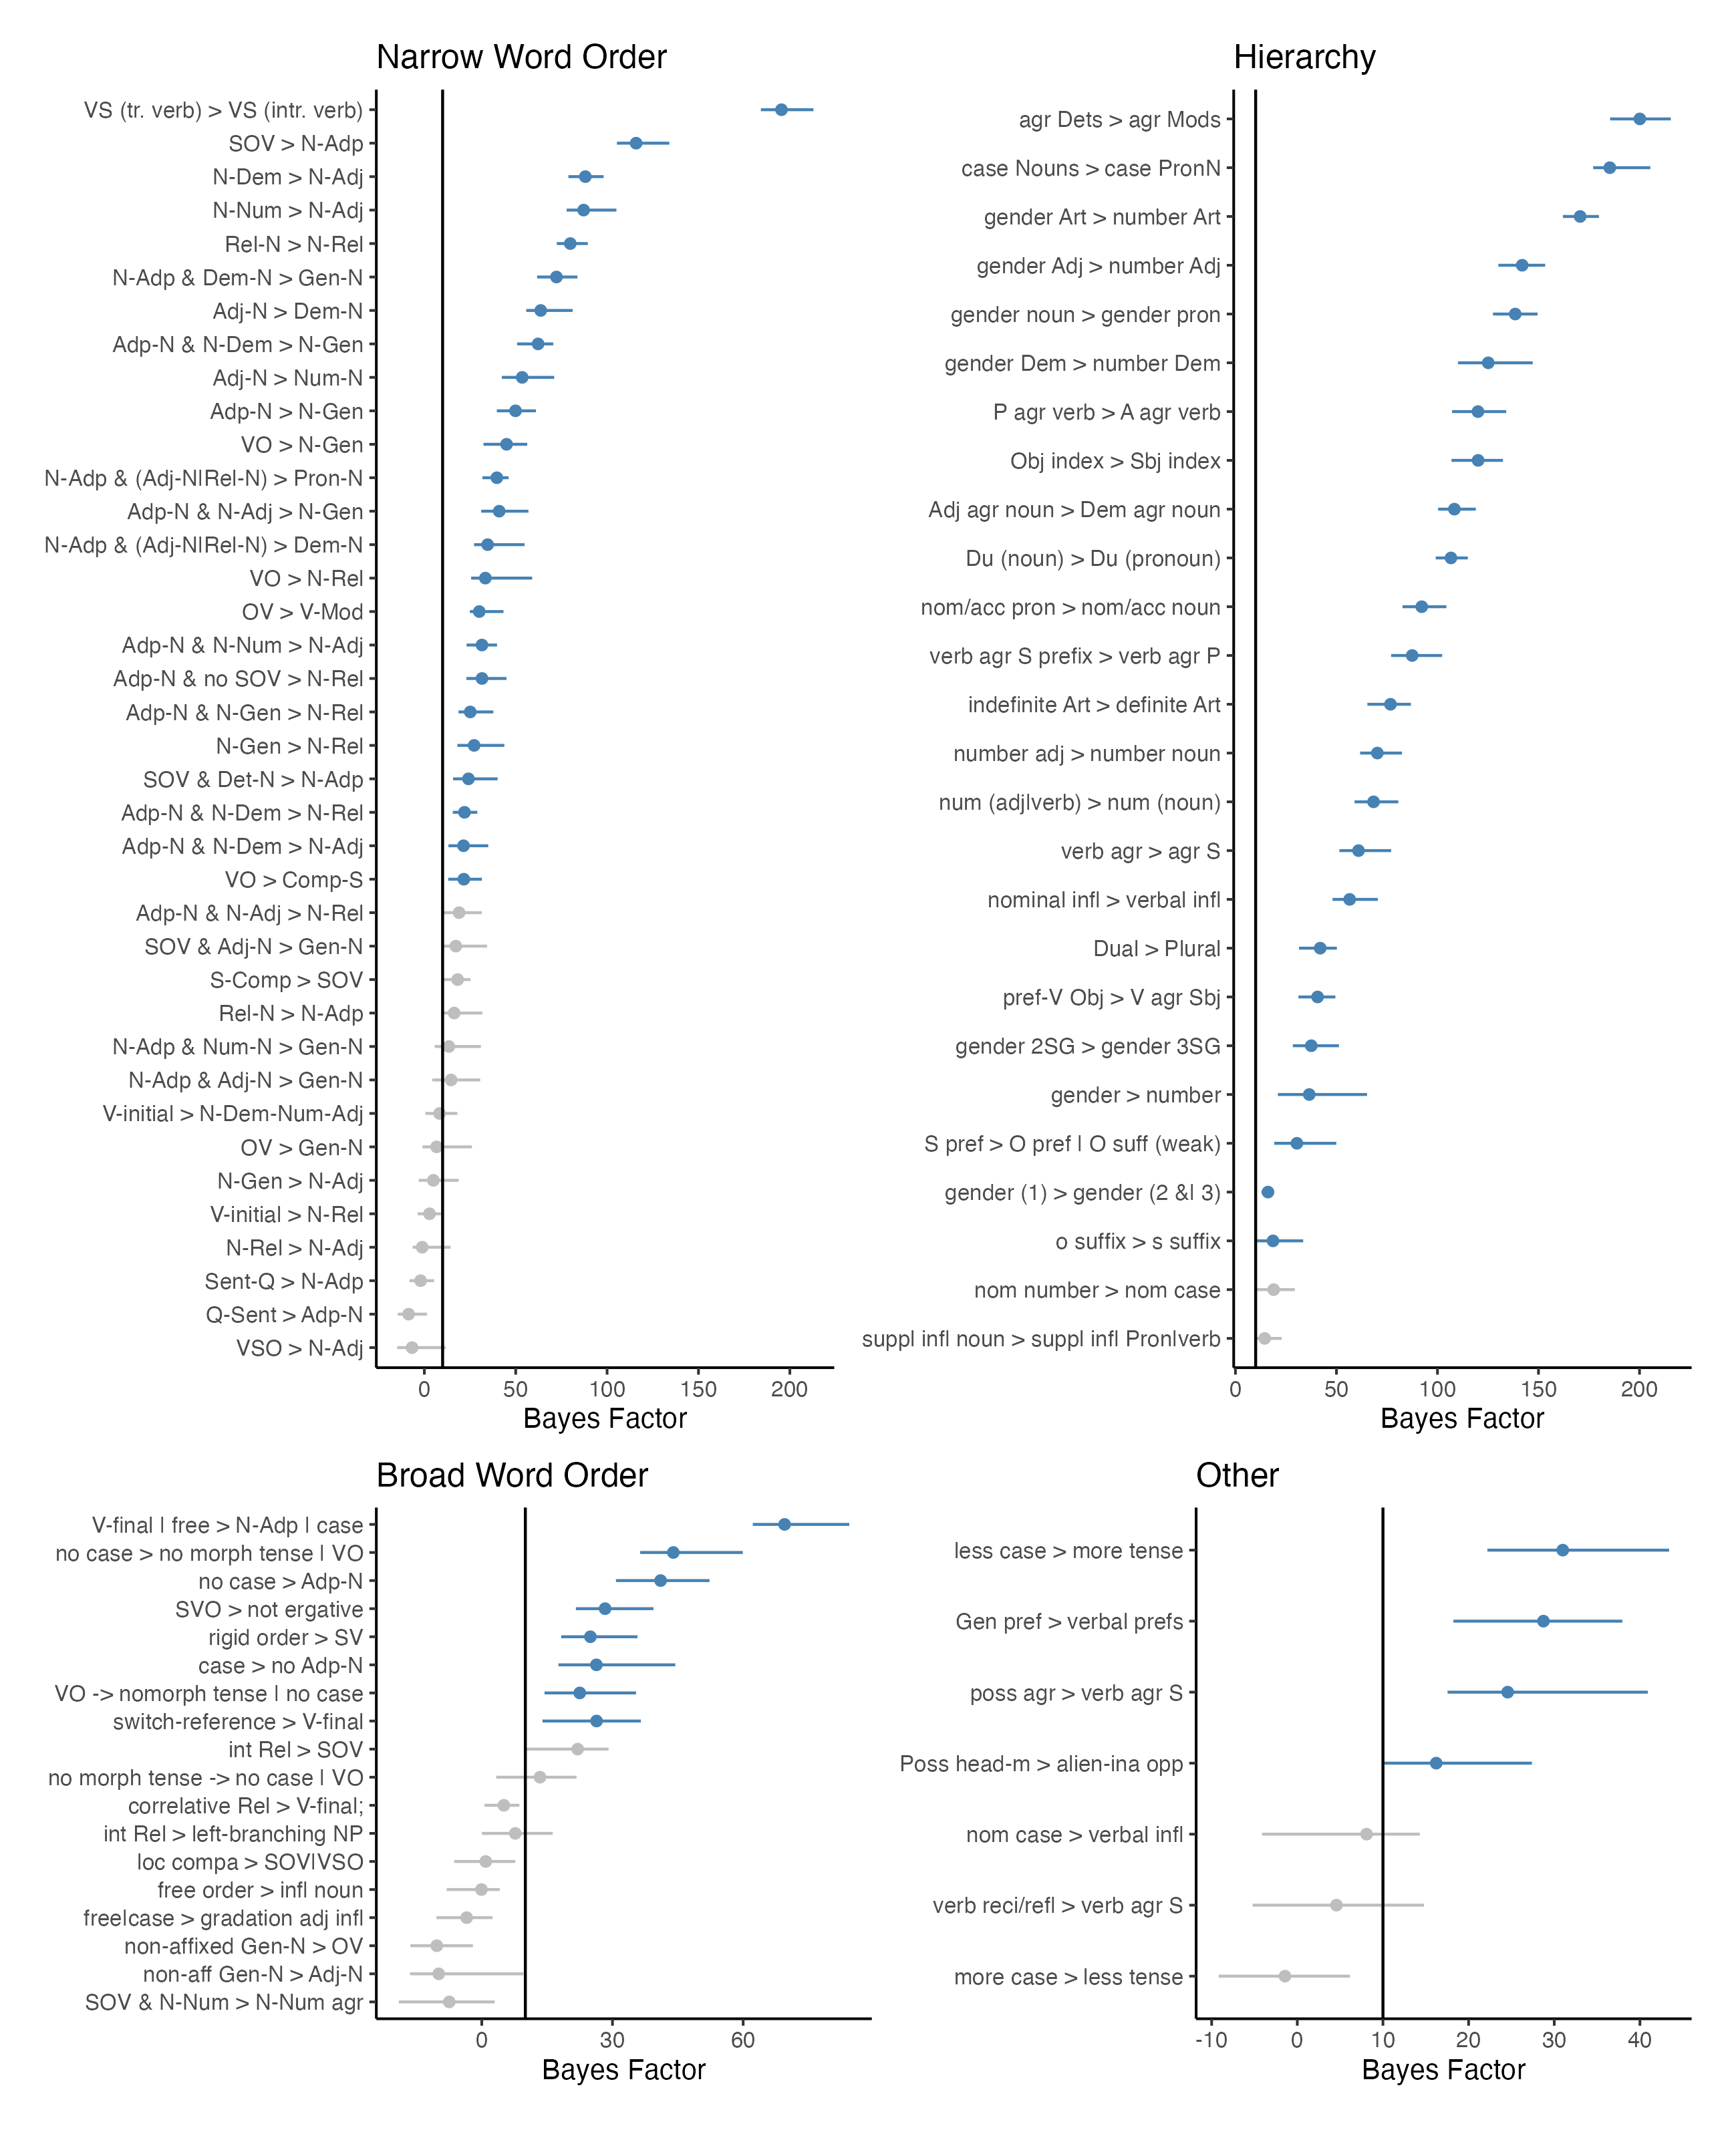 Narrow Word Order
VS (tr. verb) > VS (intr. verb)
SOV > N-Adp
N-Dem > N-Adj
N-Num > N-Adj
Rel-N > N-Rel
N-Adp & Dem-N > Gen-N
Adj-N > Dem-N
Adp-N & N-Dem > N-Gen
Adj-N > Num-N
Adp-N > N-Gen
VO > N-Gen
N-Adp & (Adj-N|Rel-N) > Pron-N
Adp-N & N-Adj > N-Gen
N-Adp & (Adj-N|Rel-N) > Dem-N
VO > N-Rel
OV > V-Mod
Adp-N & N-Num > N-Adj
Adp-N & no SOV > N-Rel
Adp-N & N-Gen > N-Rel
N-Gen > N-Rel
SOV & Det-N > N-Adp
Adp-N & N-Dem > N-Rel
Adp-N & N-Dem > N-Adj
VO > Comp-S
Adp-N & N-Adj > N-Rel
SOV & Adj-N > Gen-N
S-Comp > SOV
Rel-N > N-Adp
N-Adp & Num-N > Gen-N
N-Adp & Adj-N > Gen-N
V-initial > N-Dem-Num-Adj
OV > Gen-N
N-Gen > N-Adj
V-initial > N-Rel
N-Rel > N-Adj
Sent-Q > N-Adp
Q-Sent > Adp-N
VSO > N-Adj
0 50 100 150 200
Bayes Factor
Hierarchy
agr Dets > agr Mods
case Nouns > case PronN
gender Art > number Art
gender Adj > number Adj
gender noun > gender pron
gender Dem > number Dem
P agr verb > A agr verb
Obj index > Sbj index
Adj agr noun > Dem agr noun
Du (noun) > Du (pronoun)
nom/acc pron > nom/acc noun
verb agr S prefix > verb agr P
indefinite Art > definite Art
number adj > number noun
num (adj|verb) > num (noun)
verb agr > agr S
nominal infl > verbal infl
Dual > Plural
pref-V Obj > V agr Sbj
gender 2SG > gender 3SG
gender > number
S pref > O pref | O suff (weak)
gender (1) > gender (2 &| 3)
o suffix > s suffix
nom number > nom case
suppl infl noun > suppl infl Pron|verb
0 50 100 150 200
Bayes Factor
Broad Word Order
V-final | free > N-Adp | case
no case > no morph tense | VO
no case > Adp-N
SVO > not ergative
rigid order > SV
case > no Adp-N
VO -> nomorph tense | no case
switch-reference > V-final
int Rel > SOV
no morph tense -> no case | VO
correlative Rel > V-final;
int Rel > left-branching NP
loc compa > SOV|VSO
free order > infl noun
free|case > gradation adj infl
non-affixed Gen-N > OV
non-aff Gen-N > Adj-N
SOV & N-Num > N-Num agr
0 30 60
Bayes Factor
Other
less case > more tense
Gen pref > verbal prefs
poss agr > verb agr S
Poss head-m > alien-ina opp
nom case > verbal infl
verb reci/refl > verb agr S
more case > less tense
-10 0 10 20 30 40
Bayes Factor